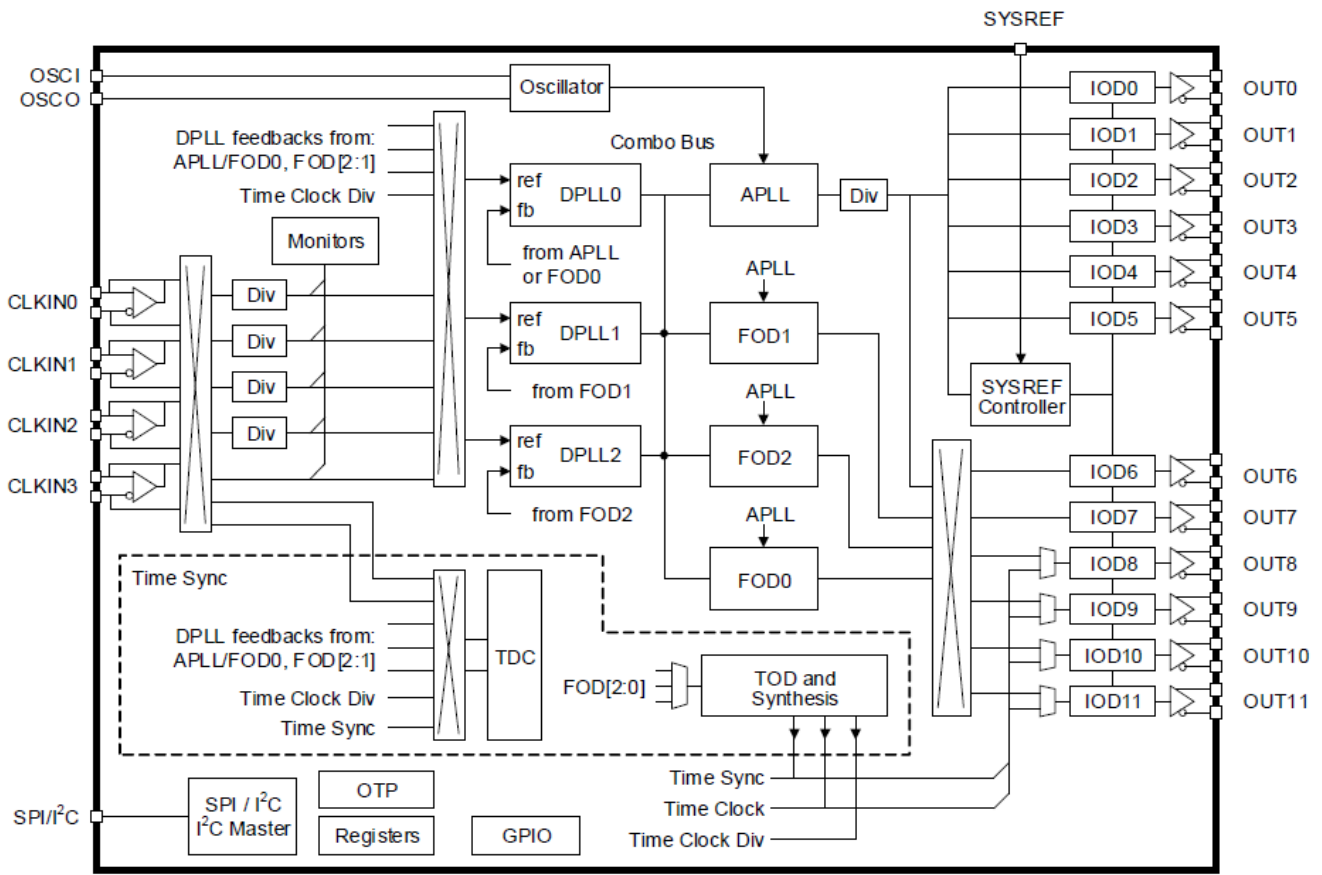 SYSREF
OSCI
OSCO
Oscillator
IOD0
OUT0
DPLL feedbacks from:
APLL/FOD0, FOD[2:1]
Time Clock Div
Combo Bus
IOD1
OUT1
ref
fb
DPLL0
APLL
Div
IOD2
OUT2
Monitors
from APLL
or FOD0
IOD3
OUT3
APLL
IOD4
OUT4
CLKIN0
Div
ref
fb
DPLL1
FOD1
IOD5
OUT5
Div
CLKIN1
Div
from FOD1
APLL
SYSREF
Controller
CLKIN2
Div
ref
fb
DPLL2
FOD2
CLKIN3
IOD6
OUT6
from FOD2
APLL
IOD7
OUT7
Time Sync
FOD0
IOD8
OUT8
IOD9
OUT9
DPLL feedbacks from:
APLL/FOD0, FOD[2:1]
TDC
IOD10
OUT10
Time Clock Div
Time Sync
FOD[2:0]
TOD and
Synthesis
IOD11
OUT11
Time Sync
Time Clock
Time Clock Div
SPI/I²C
SPI / I²C
I²C Master
OTP
Registers
GPIO